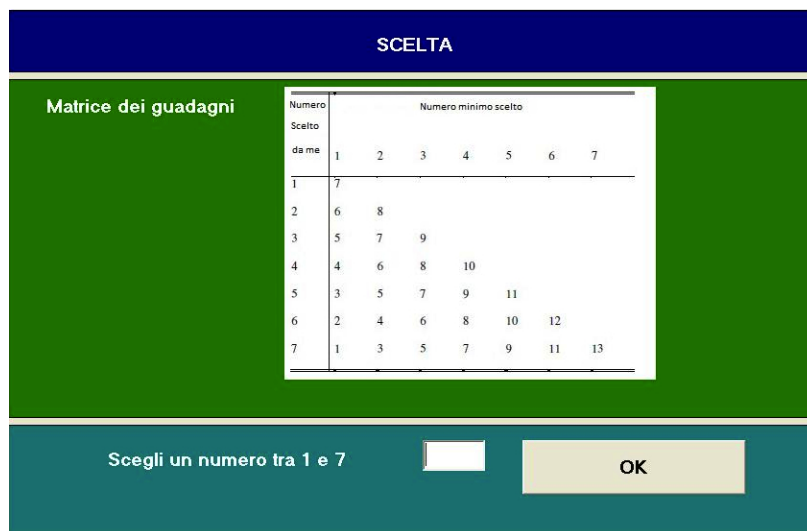 SCELTA
Matrice dei guadagni
Numero Scelto da me
Numero minimo scelto
1 2 3 4 5 6 7
1 7
2 6 8
3 5 7 9
4 4 6 8 10
5 3 5 7 9 11
6 2 4 6 8 10 12
7 1 3 5 7 9 11 13
Scegli un numero tra 1 e 7
OK